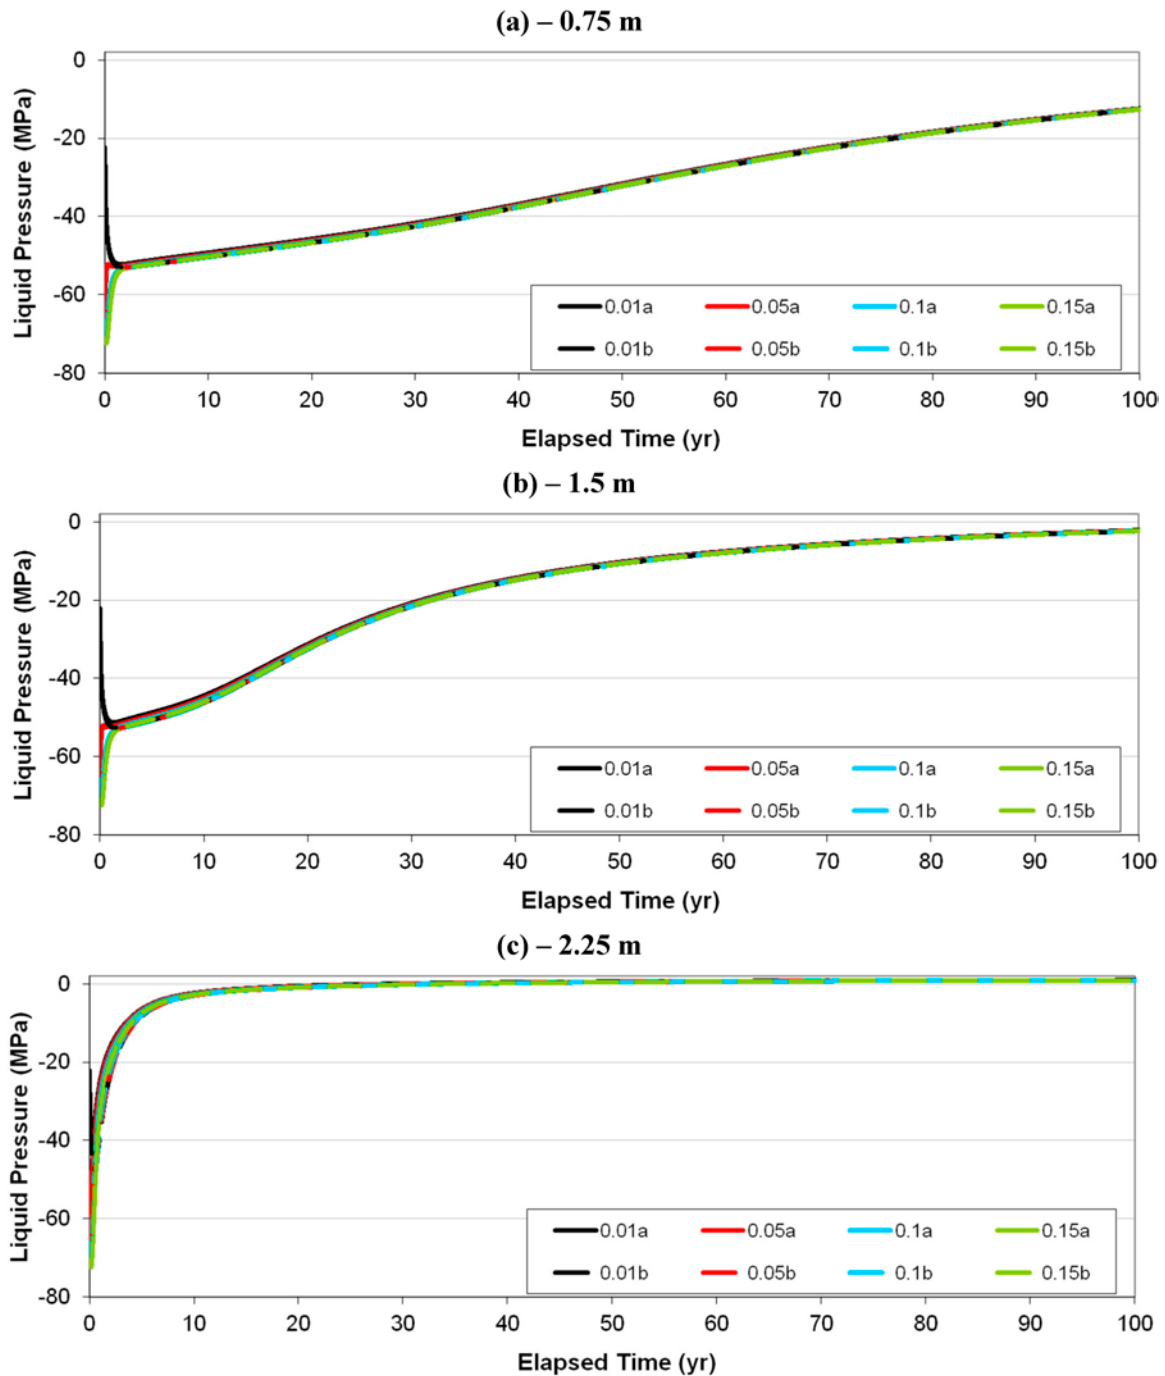 (a) – 0.75 m
Liquid Pressure (MPa)
0
-20
-40
-60
-80
0.01a 0.05a 0.1a 0.15a
0.01b 0.05b 0.1b 0.15b
0 10 20 30 40 50 60 70 80 90 100
Elapsed Time (yr)
(b) – 1.5 m
Liquid Pressure (MPa)
0
-20
-40
-60
-80
0.01a 0.05a 0.1a 0.15a
0.01b 0.05b 0.1b 0.15b
0 10 20 30 40 50 60 70 80 90 100
Elapsed Time (yr)
(c) – 2.25 m
Liquid Pressure (MPa)
0
-20
-40
-60
-80
0.01a 0.05a 0.1a 0.15a
0.01b 0.05b 0.1b 0.15b
0 10 20 30 40 50 60 70 80 90 100
Elapsed Time (yr)